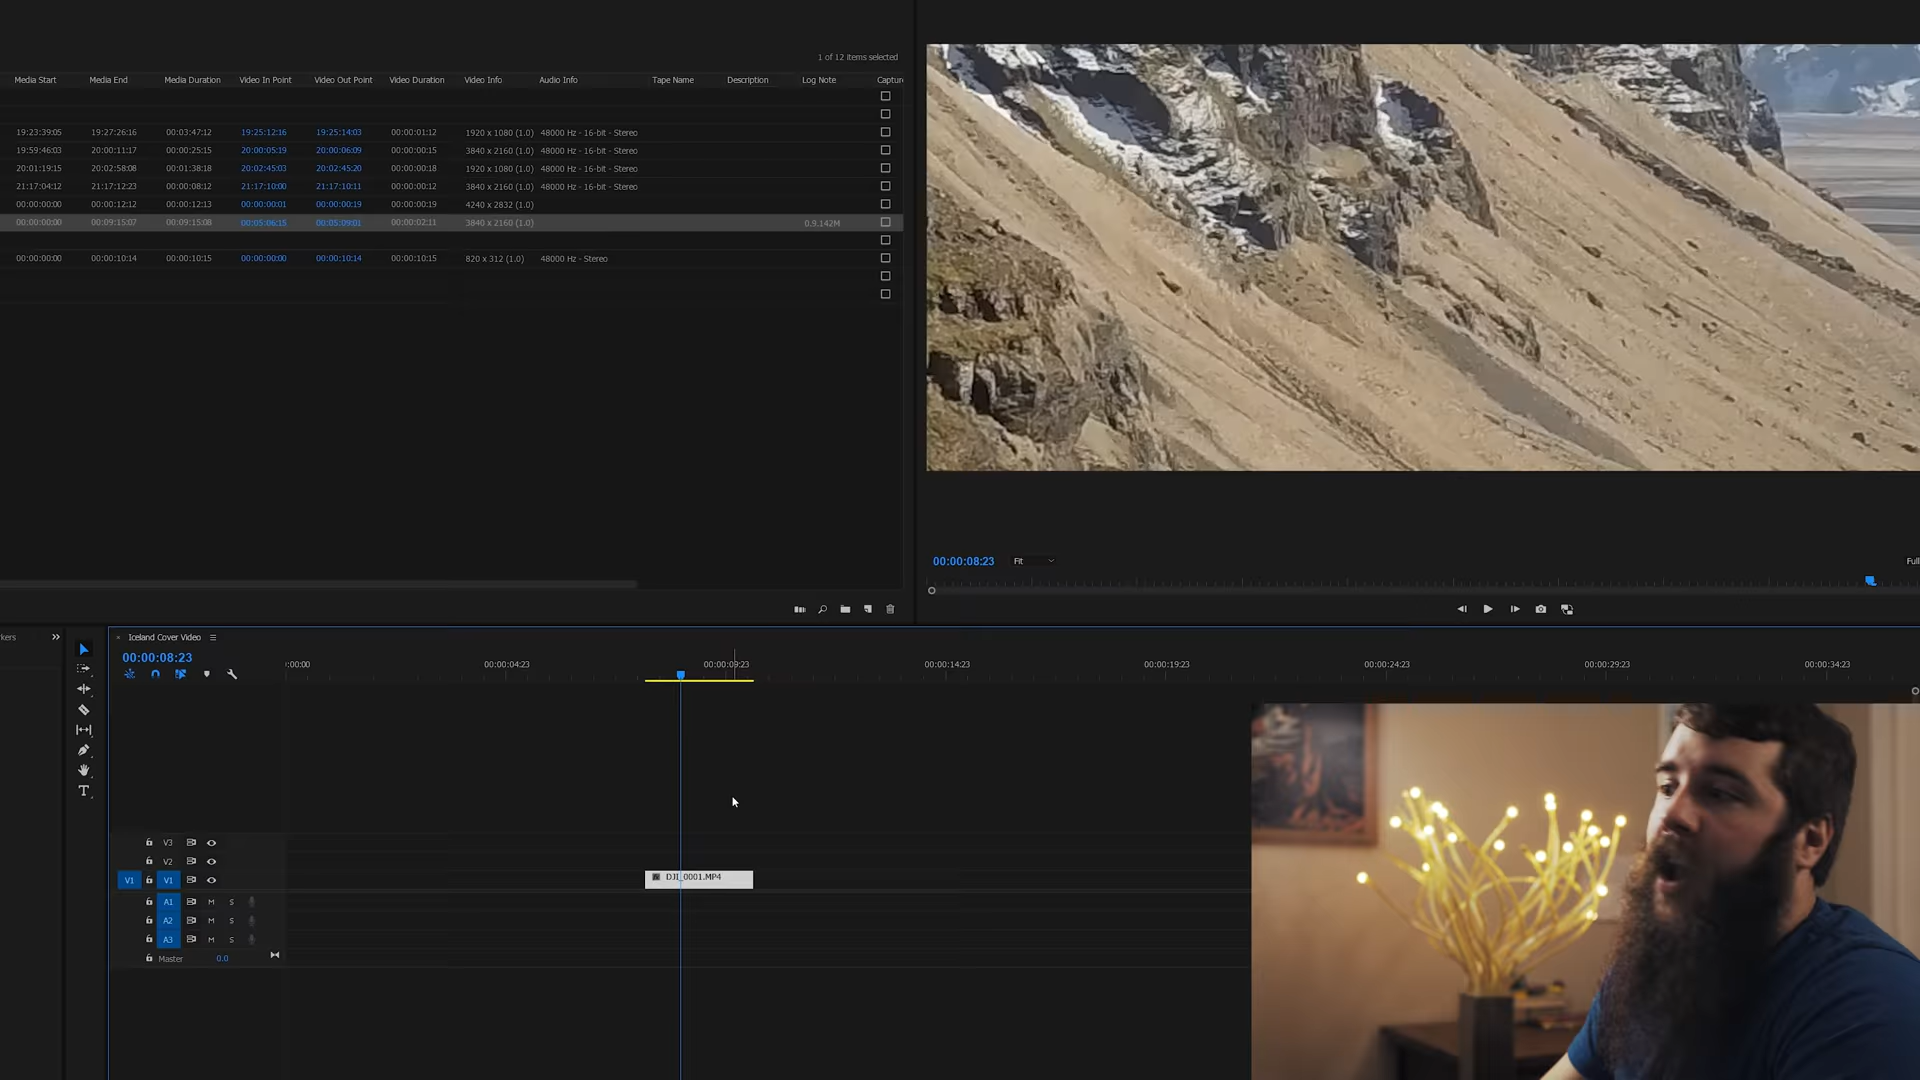 1 of 12 items selected
Media Start Media End Media Duration Video In Point Video Out Point Video Duration Video Info Audio Info Tape Name Description Log Note Capture
19:23:39:05 19:27:26:16 00:03:47:12 19:25:12:16 19:25:14:03 00:00:01:12 1920 x 1080 (1.0) 48000 Hz - 16-bit - Stereo
19:59:46:03 20:00:11:17 00:00:25:15 20:00:05:19 20:00:06:09 00:00:00:15 3840 x 2160 (1.0) 48000 Hz - 16-bit - Stereo
20:01:19:15 20:02:58:08 00:01:38:18 20:02:45:03 20:02:45:20 00:00:00:18 1920 x 1080 (1.0) 48000 Hz - 16-bit - Stereo
21:17:04:12 21:17:12:23 00:00:08:12 21:17:10:00 21:17:10:11 00:00:00:12 3840 x 2160 (1.0) 48000 Hz - 16-bit - Stereo
00:00:00:00 00:00:12:12 00:00:12:13 00:00:00:01 00:00:00:19 00:00:00:19 4240 x 2832 (1.0)
00:00:00:00 00:09:15:07 00:09:15:08 00:05:06:15 00:05:09:01 00:00:02:11 3840 x 2160 (1.0) 0.9.142M
00:00:00:00 00:00:10:14 00:00:10:15 00:00:00:00 00:00:10:14 00:00:10:15 820 x 312 (1.0) 48000 Hz - Stereo
00:00:08:23 Fit Full
kers Iceland Cover Video
00:00:08:23
:00:00 00:00:04:23 00:00:09:23 00:00:14:23 00:00:19:23 00:00:24:23 00:00:29:23 00:00:34:23
T
V3
V2
V1 V1 DJI_0001.MP4
A1 M S
A2 M S
A3 M S
Master 0.0